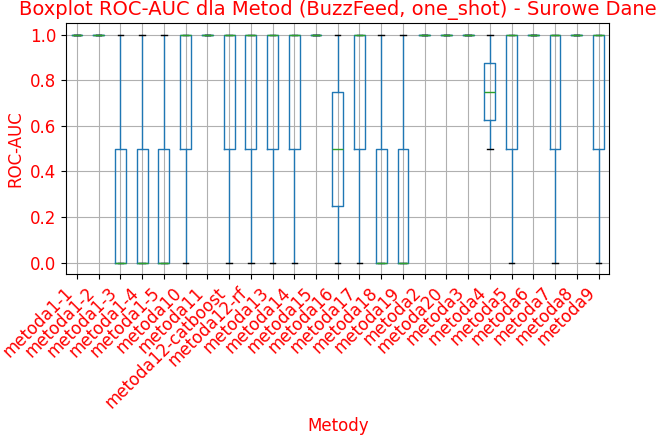 Boxplot ROC-AUC dla Metod (BuzzFeed, one_shot) - Surowe Dane
ROC-AUC
1.0
0.8
0.6
0.4
0.2
0.0
metoda1-1
metoda1-2
metoda1-3
metoda1-4
metoda1-5
metoda10
metoda11
metoda12-catboost
metoda12-rf
metoda13
metoda14
metoda15
metoda16
metoda17
metoda18
metoda19
metoda2
metoda20
metoda3
metoda4
metoda5
metoda6
metoda7
metoda8
metoda9
Metody